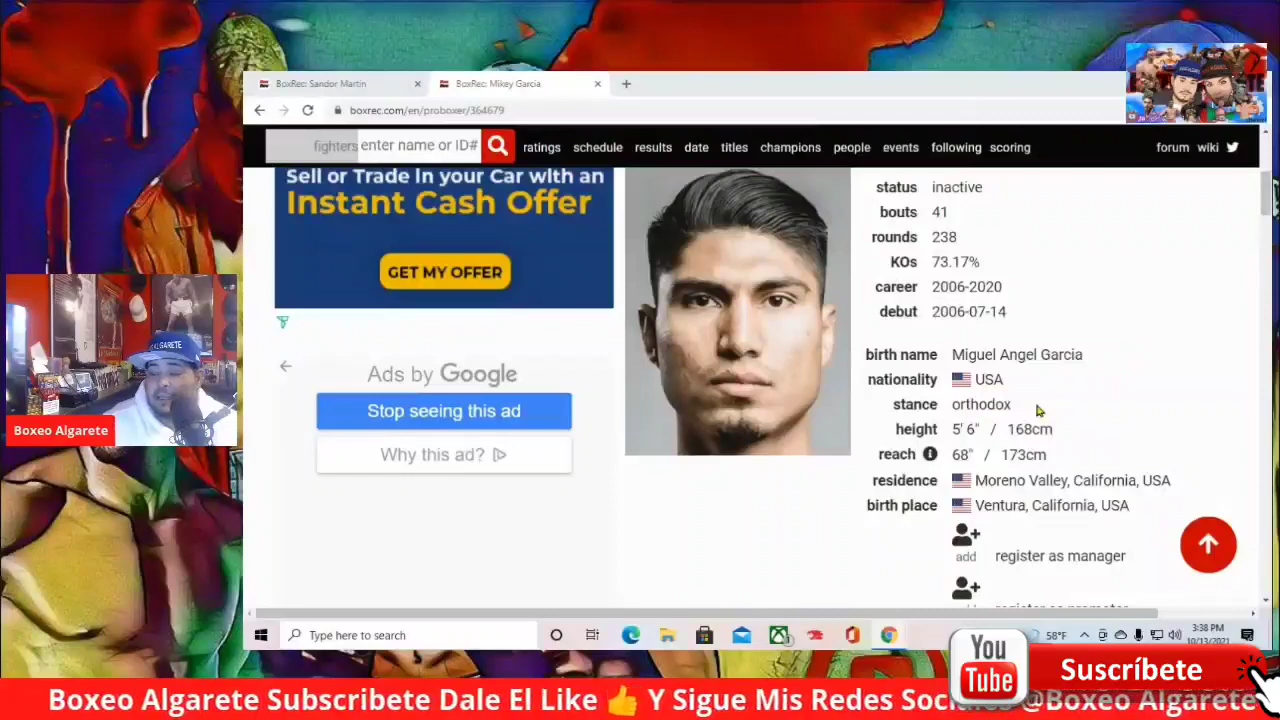 BoxRec: Sandor Martin
BoxRec: Mikey Garcia
boxrec.com/en/proboxer/364679
fighters enter name or ID# ratings schedule results date titles champions people events following scoring forum wiki
Sell or Trade In your Car with an
Instant Cash Offer
GET MY OFFER
Ads by Google
Stop seeing this ad
Why this ad?
status inactive
bouts 41
rounds 238
KOs 73.17%
career 2006-2020
debut 2006-07-14
birth name Miguel Angel Garcia
nationality USA
stance orthodox
height 5' 6" / 168cm
reach 68" / 173cm
residence Moreno Valley, California, USA
birth place Ventura, California, USA
add register as manager
ALGARETE
Boxeo Algarete
Type here to search
58°F
3:38 PM
10/13/2021
You
Tube
Suscríbete
Boxeo Algarete Subscribete Dale El Like 👍 Y Sigue Mis Redes Sociales @Boxeo Algarete